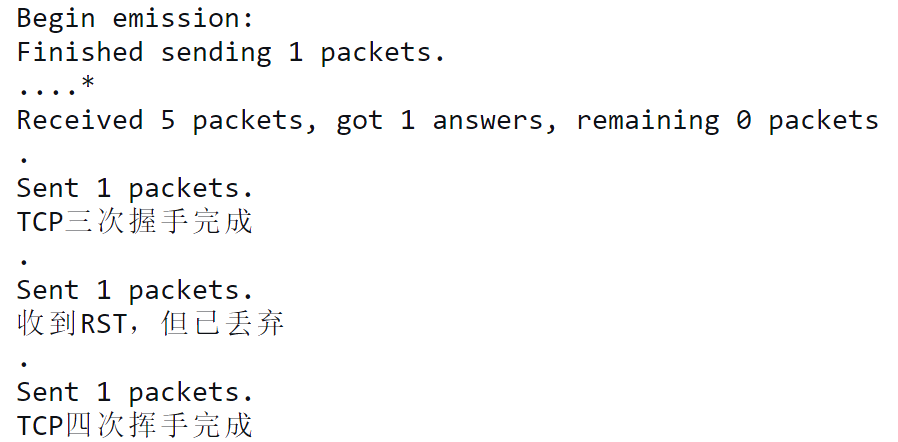 Begin emission:
Finished sending 1 packets.
....*
Received 5 packets, got 1 answers, remaining 0 packets
.
Sent 1 packets.
TCP三次握手完成
.
Sent 1 packets.
收到RST，但已丢弃
.
Sent 1 packets.
TCP四次挥手完成